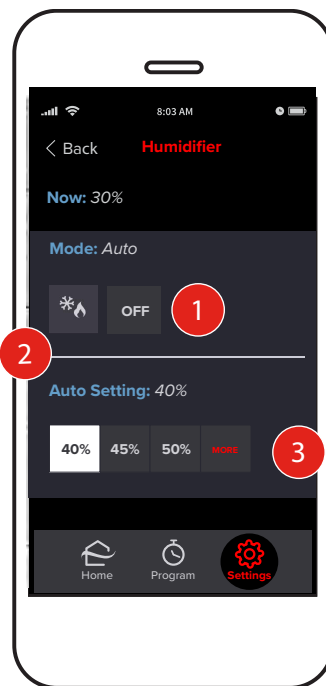 8:03 AM
Back Humidifier
Now: 30%
Mode: Auto
OFF 1
2
Auto Setting: 40%
40% 45% 50% MORE 3
Home Program Settings